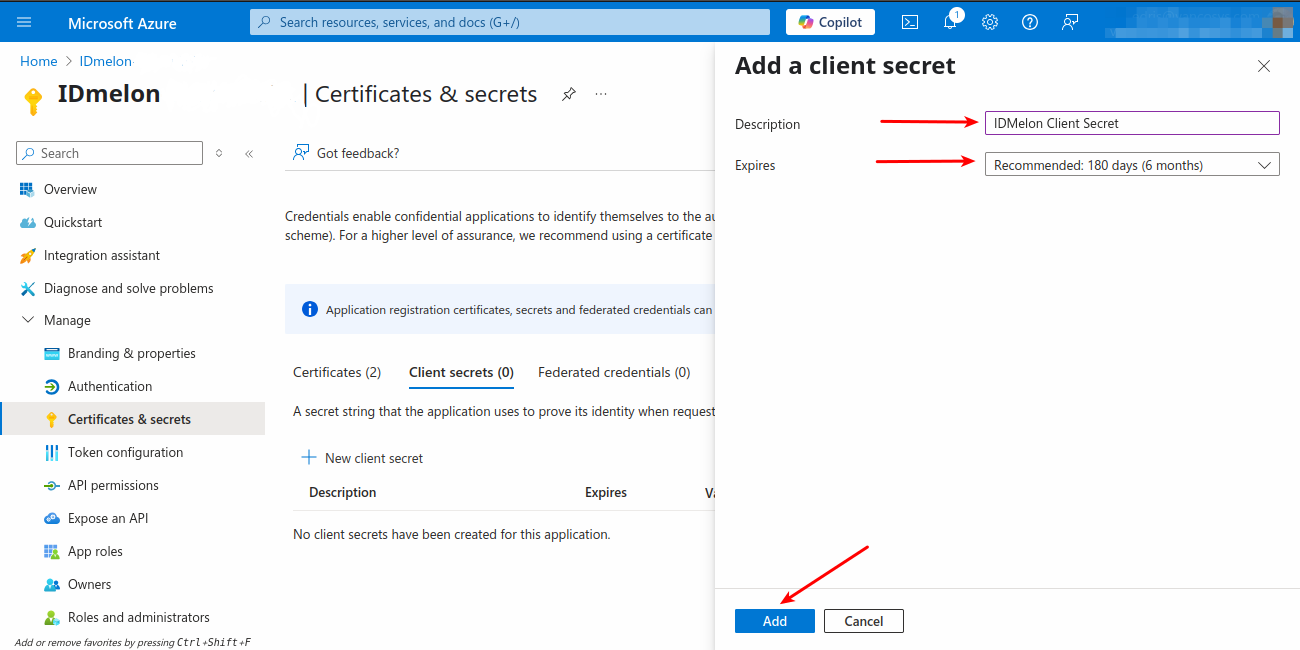 Microsoft Azure
Search resources, services, and docs (G+/)
Copilot
1
Home > IDmelon
IDmelon | Certificates & secrets
Search
Got feedback?
Overview
Quickstart
Integration assistant
Diagnose and solve problems
Manage
Branding & properties
Authentication
Certificates & secrets
Token configuration
API permissions
Expose an API
App roles
Owners
Roles and administrators
Add or remove favorites by pressing Ctrl+Shift+F
Credentials enable confidential applications to identify themselves to the au
scheme). For a higher level of assurance, we recommend using a certificate
Application registration certificates, secrets and federated credentials can
Certificates (2) Client secrets (0) Federated credentials (0)
A secret string that the application uses to prove its identity when request
New client secret
Description Expires Va
No client secrets have been created for this application.
Add a client secret
Description IDMelon Client Secret
Expires Recommended: 180 days (6 months)
Add Cancel